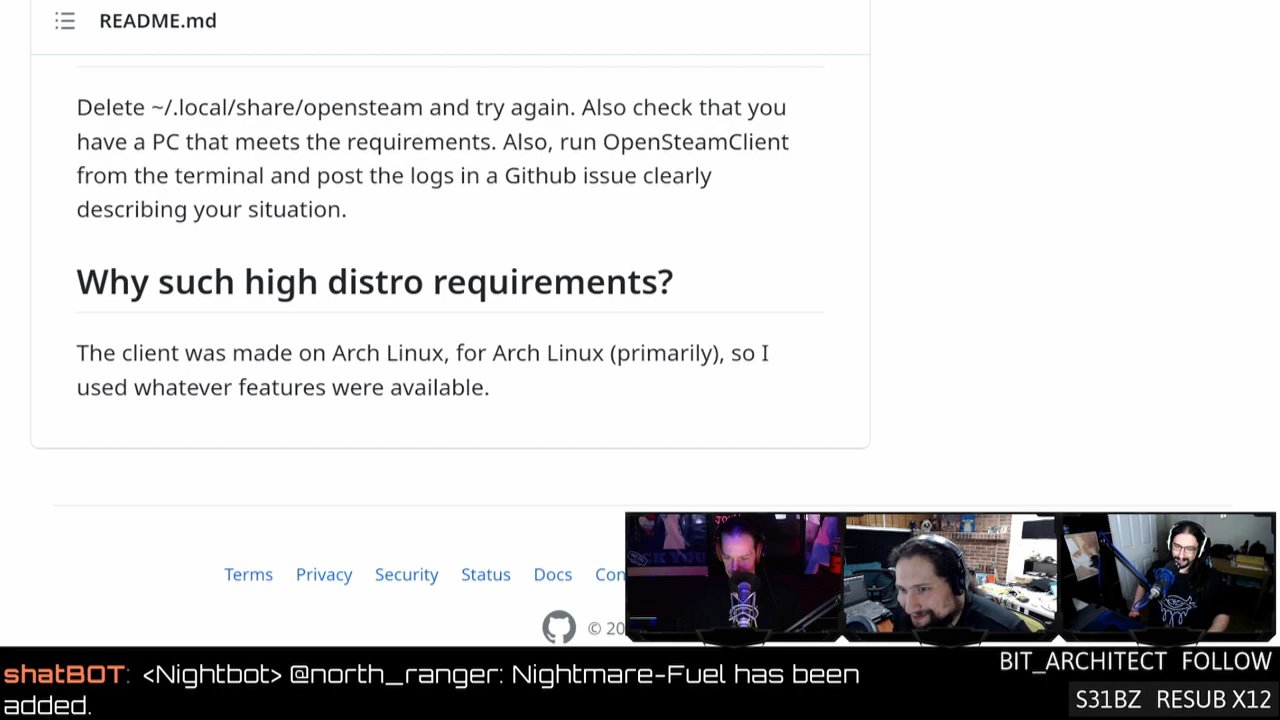 README.md
Delete ~/.local/share/opensteam and try again. Also check that you
have a PC that meets the requirements. Also, run OpenSteamClient
from the terminal and post the logs in a Github issue clearly
describing your situation.
Why such high distro requirements?
The client was made on Arch Linux, for Arch Linux (primarily), so I
used whatever features were available.
Terms Privacy Security Status Docs Con
© 20
shatBOT: <Nightbot> @north_ranger: Nightmare-Fuel has been
added.
BIT_ARCHITECT FOLLOW
S31BZ RESUB X12